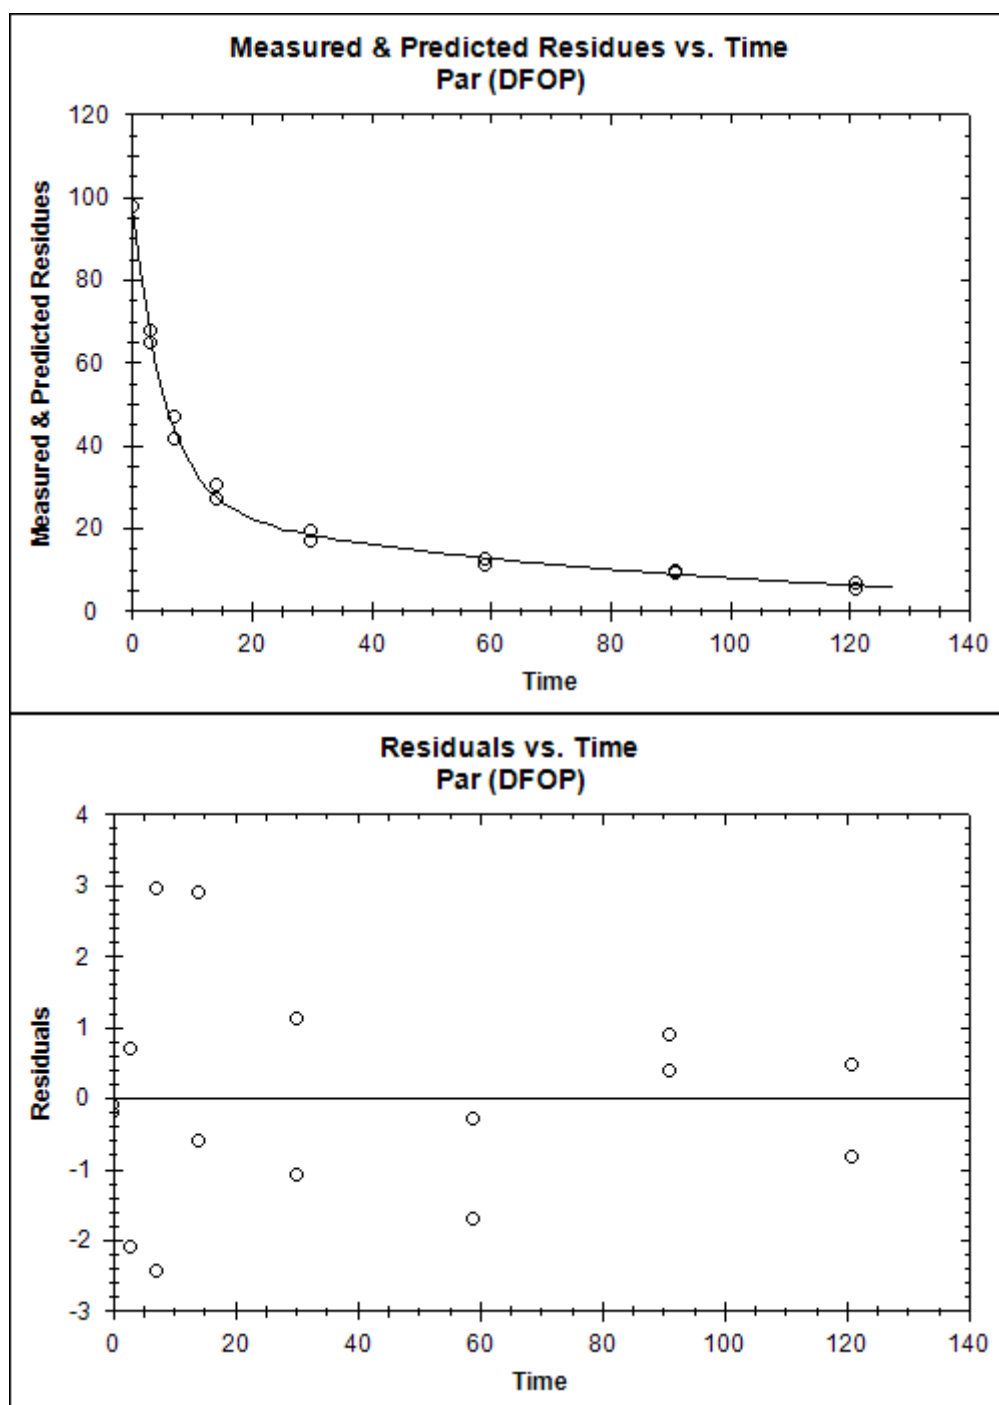 Measured & Predicted Residues vs. Time
Par (DFOP)
Measured & Predicted Residues
120
100
80
60
40
20
0
0 20 40 60 80 100 120 140
Time
Residuals vs. Time
Par (DFOP)
Residuals
4
3
2
1
0
-1
-2
-3
0 20 40 60 80 100 120 140
Time